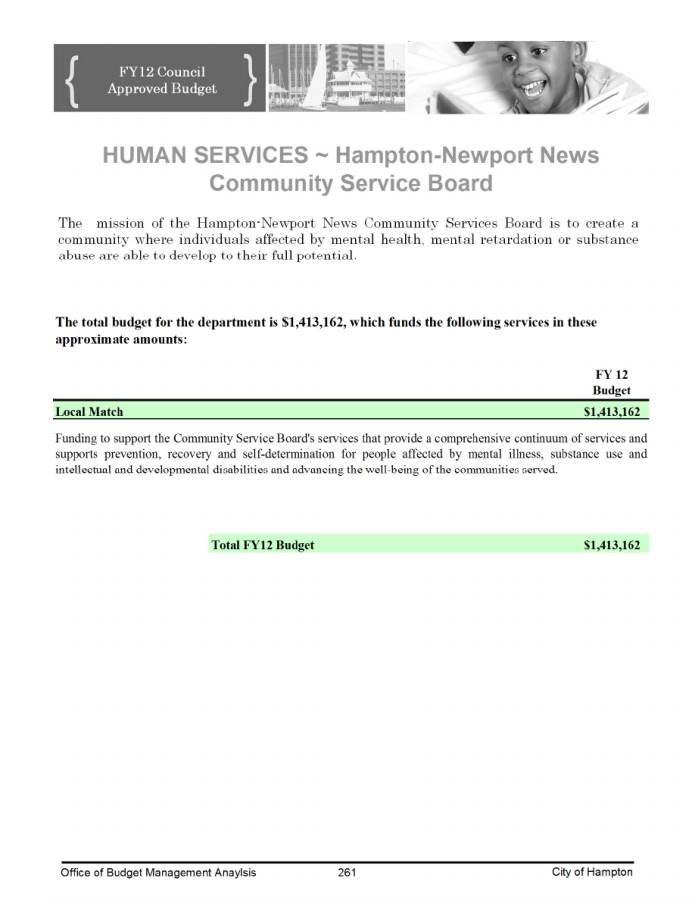 FY12 Council
Approved Budget
HUMAN SERVICES ~ Hampton-Newport News
Community Service Board
The mission of the Hampton-Newport News Community Services Board is to create a
community where individuals affected by mental health, mental retardation or substance
abuse are able to develop to their full potential.
The total budget for the department is $1,413,162, which funds the following services in these
approximate amounts:
FY 12
Budget
Local Match $1,413,162
Funding to support the Community Service Board's services that provide a comprehensive continuum of services and
supports prevention, recovery and self-determination for people affected by mental illness, substance use and
intellectual and developmental disabilities and advancing the well-being of the communities served.
Total FY12 Budget $1,413,162
Office of Budget Management Anaylsis 261 City of Hampton